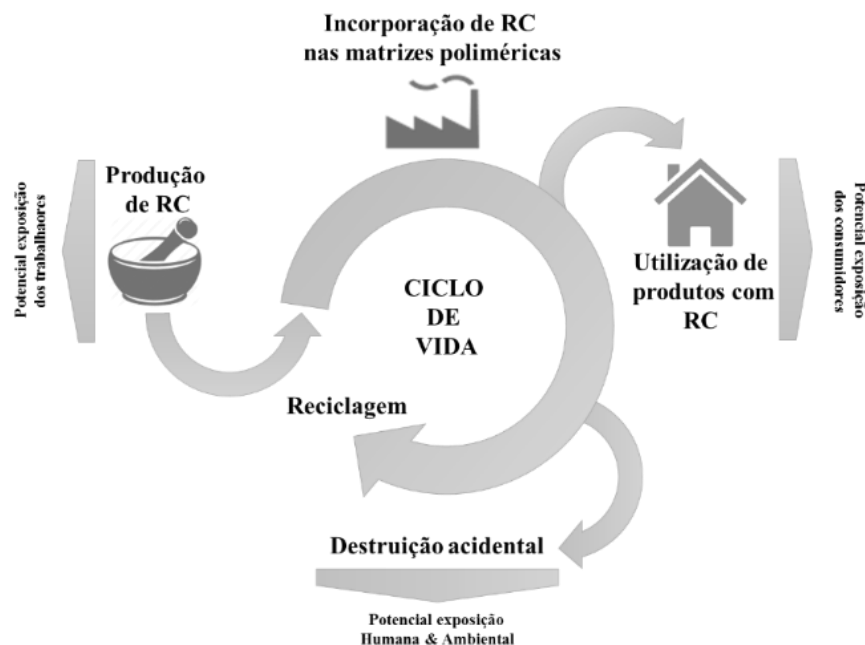 Incorporação de RC
nas matrizes poliméricas
Produção
de RC
Potencial exposição
dos trabalhaores
CICLO
DE
VIDA
Utilização de
produtos com
RC
Potencial exposição
dos consumidores
Reciclagem
Destruição acidental
Potencial exposição
Humana & Ambiental